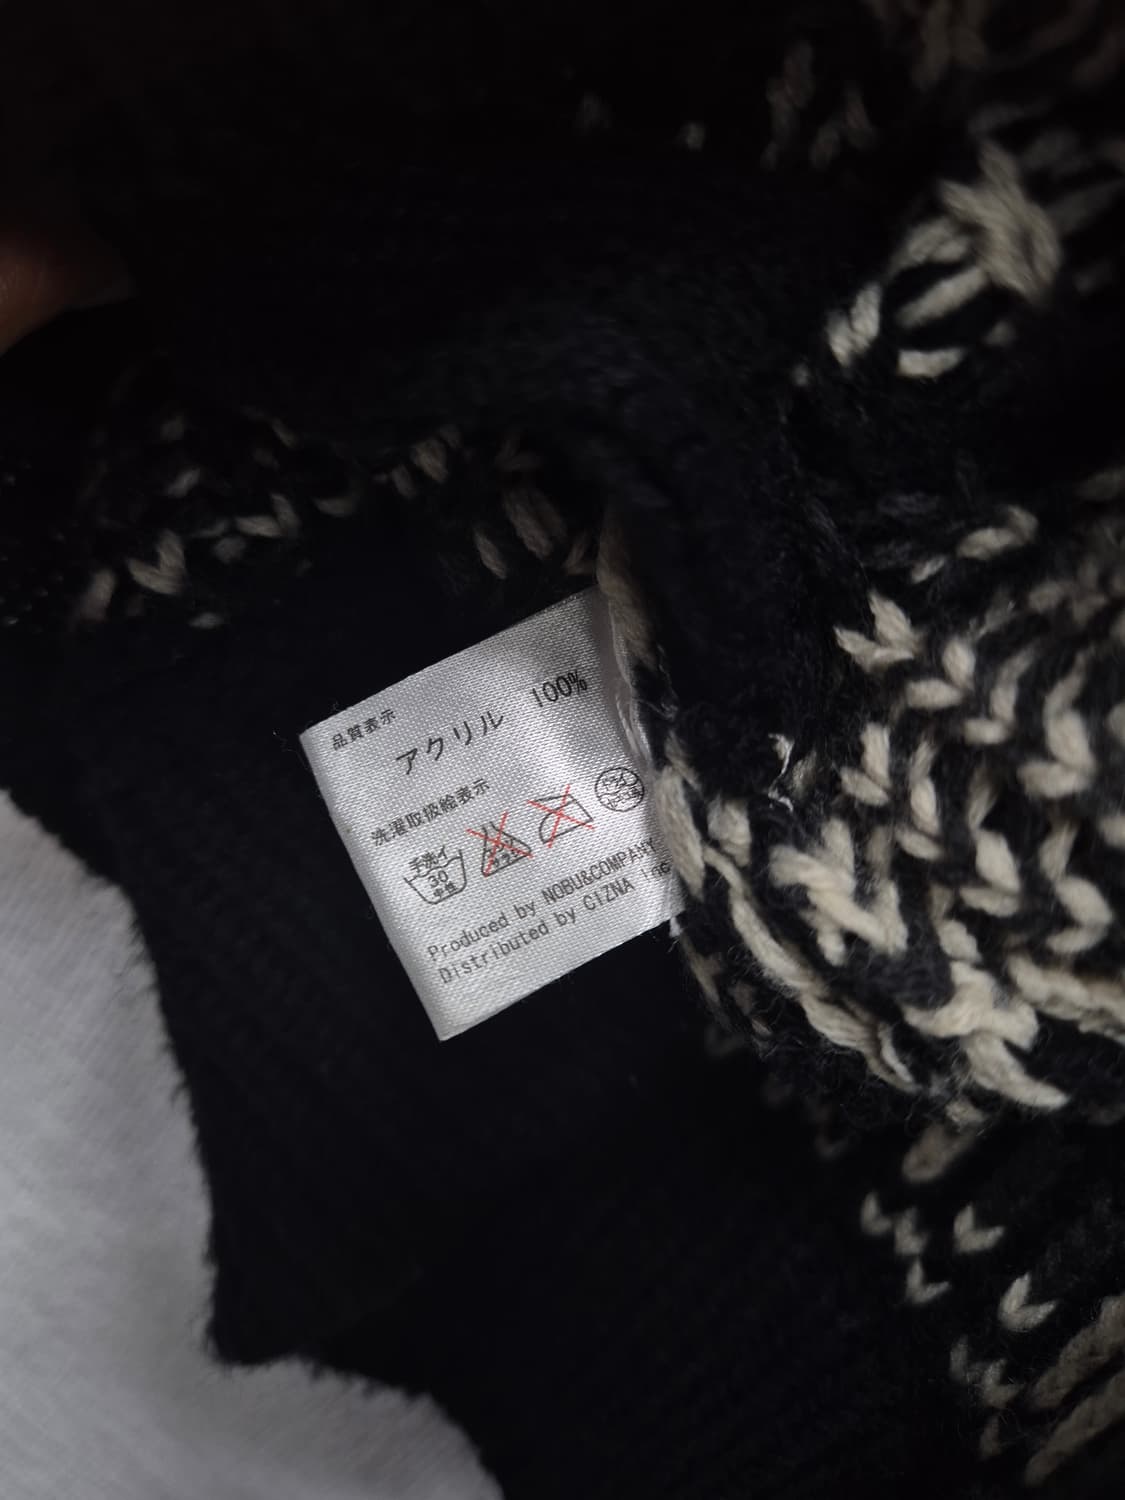 品質表示
アクリル 100%
洗濯取扱絵表示
手洗イ
30
中性
Produced by NOBU&COMPANY
Distributed by CIZNA Inc